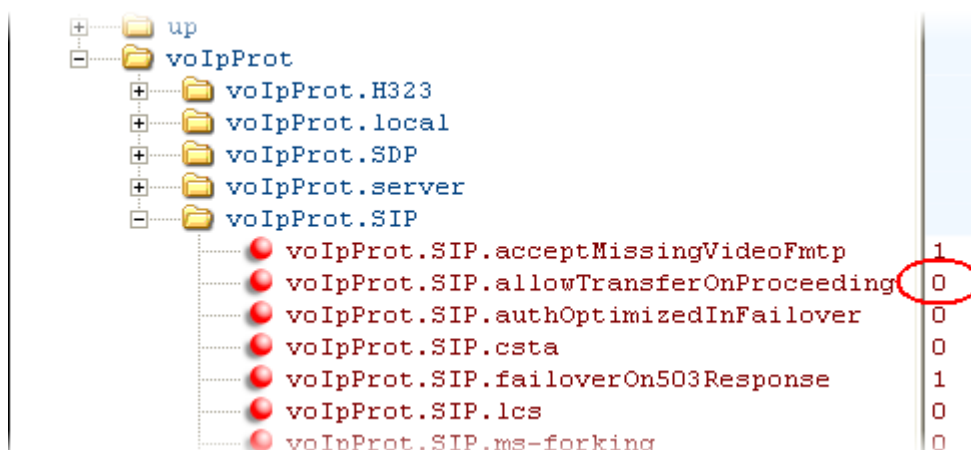 up
voIpProt
voIpProt.H323
voIpProt.local
voIpProt.SDP
voIpProt.server
voIpProt.SIP
voIpProt.SIP.acceptMissingVideoFmtp 1
voIpProt.SIP.allowTransferOnProceeding 0
voIpProt.SIP.authOptimizedInFailover 0
voIpProt.SIP.csta 0
voIpProt.SIP.failoverOn503Response 1
voIpProt.SIP.lcs 0
voIpProt.SIP.ms-forking 0